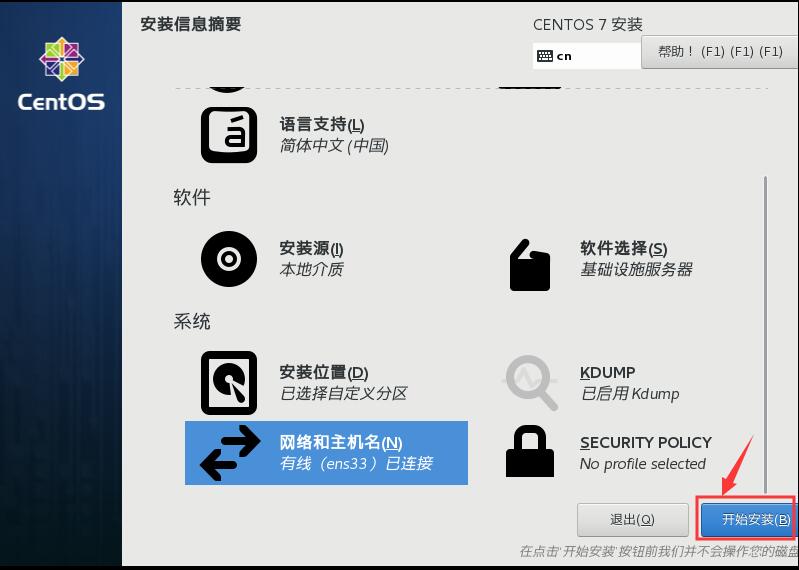 安装信息摘要
CENTOS 7 安装
cn
帮助！ (F1) (F1) (F1)
CentOS
á
语言支持(L)
简体中文 (中国)
软件
安装源(I)
本地介质
软件选择(S)
基础设施服务器
系统
安装位置(D)
已选择自定义分区
KDUMP
已启用 Kdump
网络和主机名(N)
有线（ens33）已连接
SECURITY POLICY
No profile selected
退出(Q)
开始安装(B)
在点击'开始安装'按钮前我们并不会操作您的磁盘